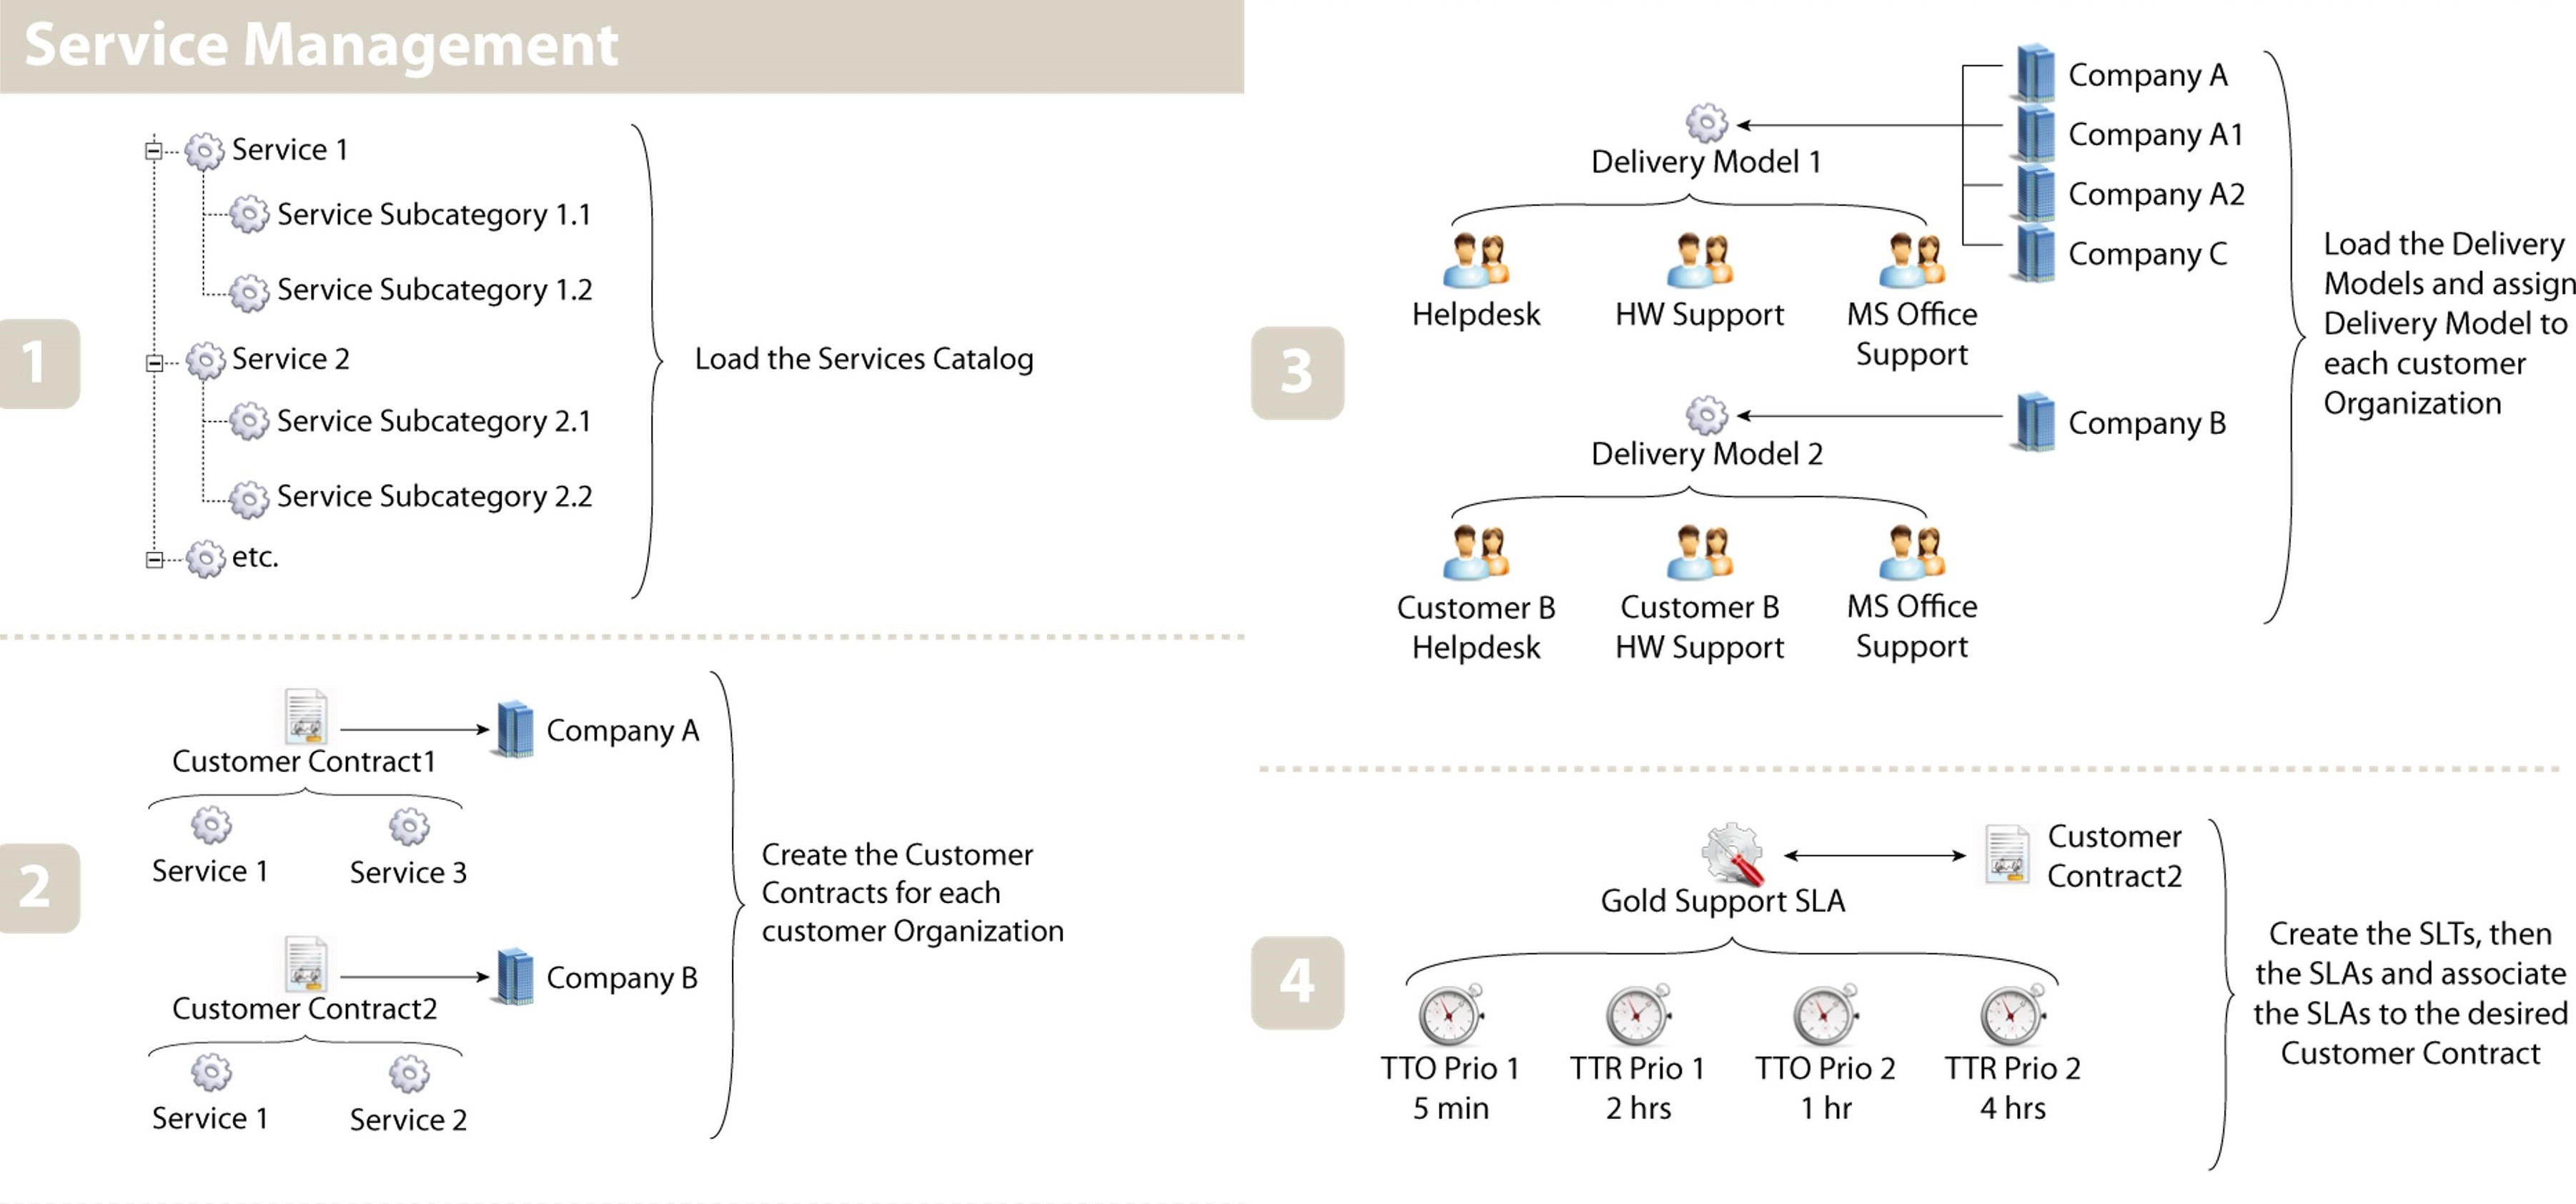 Service Management
1
Service 1
Service Subcategory 1.1
Service Subcategory 1.2
Service 2
Service Subcategory 2.1
Service Subcategory 2.2
etc.
Load the Services Catalog
2
Company A
Customer Contract1
Service 1
Service 3
Company B
Customer Contract2
Service 1
Service 2
Create the Customer
Contracts for each
customer Organization
3
Company A
Company A1
Company A2
Company C
Delivery Model 1
Helpdesk
HW Support
MS Office
Support
Company B
Delivery Model 2
Customer B
Helpdesk
Customer B
HW Support
MS Office
Support
Load the Delivery
Models and assign
Delivery Model to
each customer
Organization
4
Customer
Contract2
Gold Support SLA
TTO Prio 1
5 min
TTR Prio 1
2 hrs
TTO Prio 2
1 hr
TTR Prio 2
4 hrs
Create the SLTs, then
the SLAs and associate
the SLAs to the desired
Customer Contract